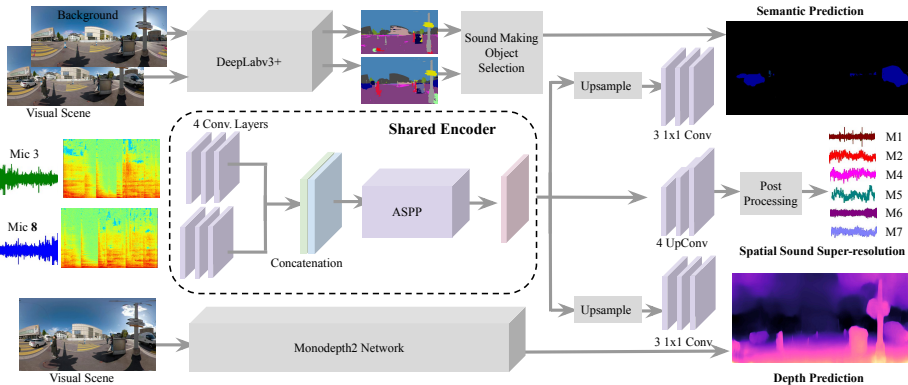 Background
Visual Scene
DeepLabv3+
Sound Making
Object
Selection
Semantic Prediction
Upsample
3 1x1 Conv
4 Conv. Layers
Shared Encoder
Mic 3
Mic 8
Concatenation
ASPP
4 UpConv
Post
Processing
M1
M2
M4
M5
M6
M7
Spatial Sound Super-resolution
Upsample
3 1x1 Conv
Visual Scene
Monodepth2 Network
Depth Prediction